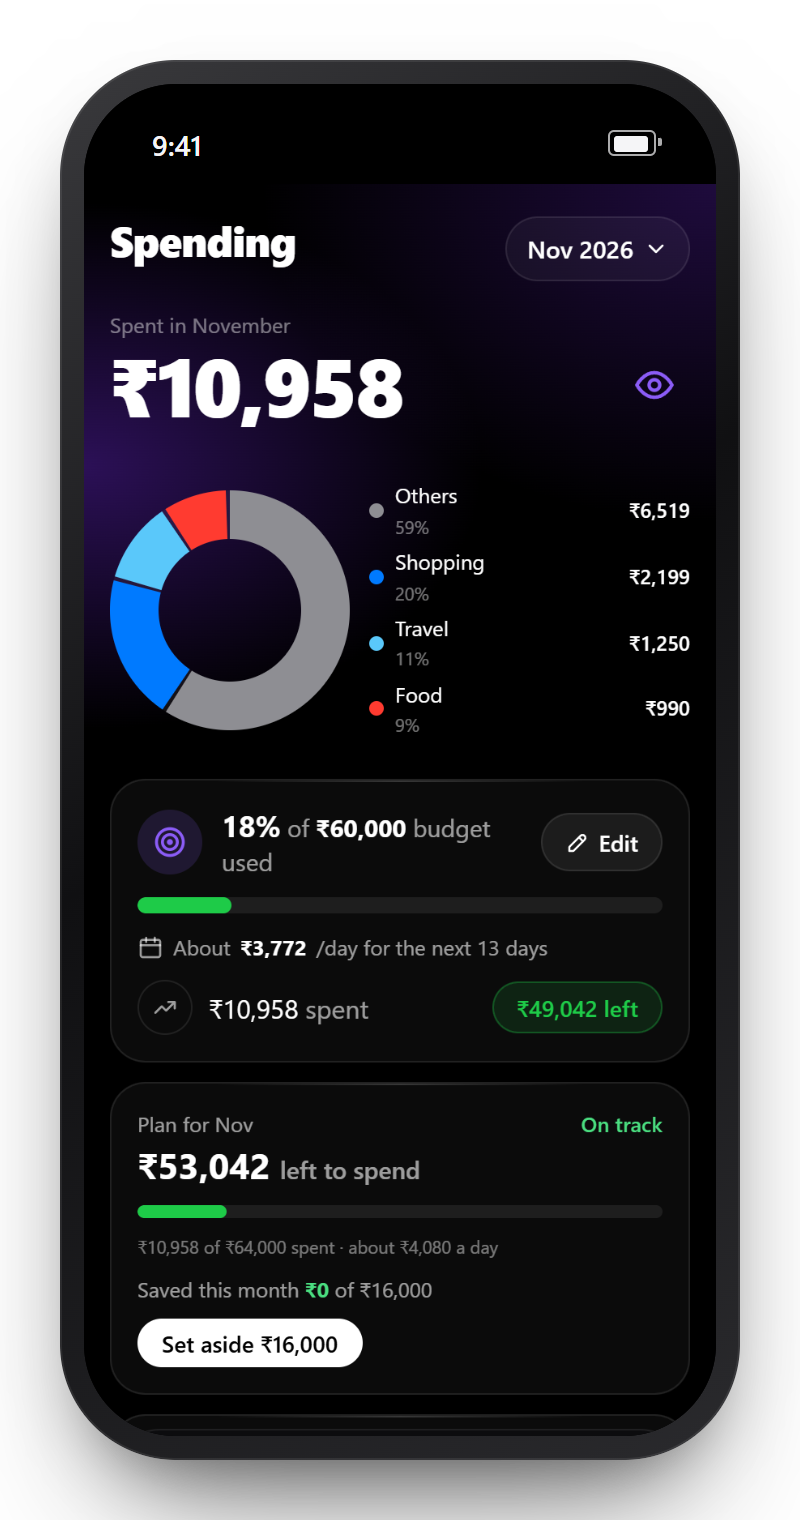 9:41
Spending
Nov 2026
Spent in November
₹10,958
Others
59%
₹6,519
Shopping
20%
₹2,199
Travel
11%
₹1,250
Food
9%
₹990
18% of ₹60,000 budget
used
Edit
About ₹3,772 /day for the next 13 days
₹10,958 spent
₹49,042 left
Plan for Nov
On track
₹53,042 left to spend
₹10,958 of ₹64,000 spent · about ₹4,080 a day
Saved this month ₹0 of ₹16,000
Set aside ₹16,000